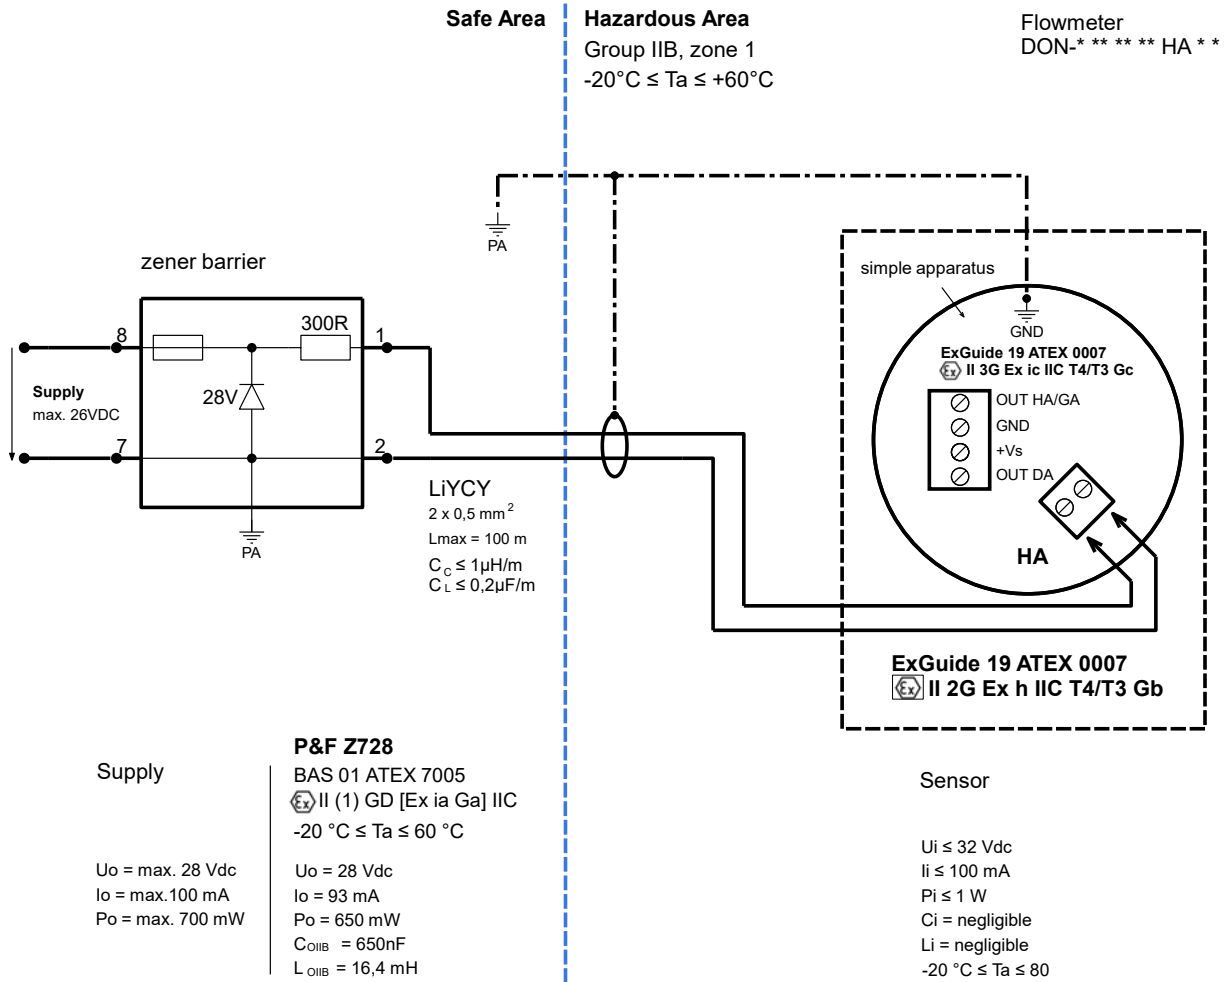 Safe Area
Hazardous Area
Group IIB, zone 1
-20°C ≤ Ta ≤ +60°C
Flowmeter
DON-* ** ** ** HA * *
PA
zener barrier
8
300R
1
Supply
max. 26VDC
28V
7
2
PA
LiYCY
2 x 0,5 mm²
Lmax = 100 m
C C ≤ 1µH/m
C L ≤ 0,2µF/m
simple apparatus
GND
ExGuide 19 ATEX 0007
Ex II 3G Ex ic IIC T4/T3 Gc
OUT HA/GA
GND
+Vs
OUT DA
HA
ExGuide 19 ATEX 0007
Ex II 2G Ex h IIC T4/T3 Gb
Supply
Uo = max. 28 Vdc
Io = max.100 mA
Po = max. 700 mW
P&F Z728
BAS 01 ATEX 7005
Ex II (1) GD [Ex ia Ga] IIC
-20 °C ≤ Ta ≤ 60 °C
Uo = 28 Vdc
Io = 93 mA
Po = 650 mW
COIIB = 650nF
L OIIB = 16,4 mH
Sensor
Ui ≤ 32 Vdc
Ii ≤ 100 mA
Pi ≤ 1 W
Ci = negligible
Li = negligible
-20 °C ≤ Ta ≤ 80